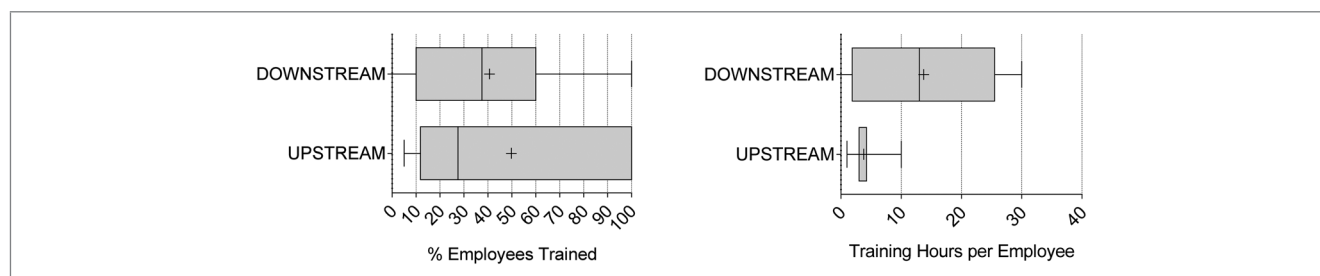 DOWNSTREAM
UPSTREAM
0 10 20 30 40 50 60 70 80 90 100
% Employees Trained
DOWNSTREAM
UPSTREAM
0 10 20 30 40
Training Hours per Employee